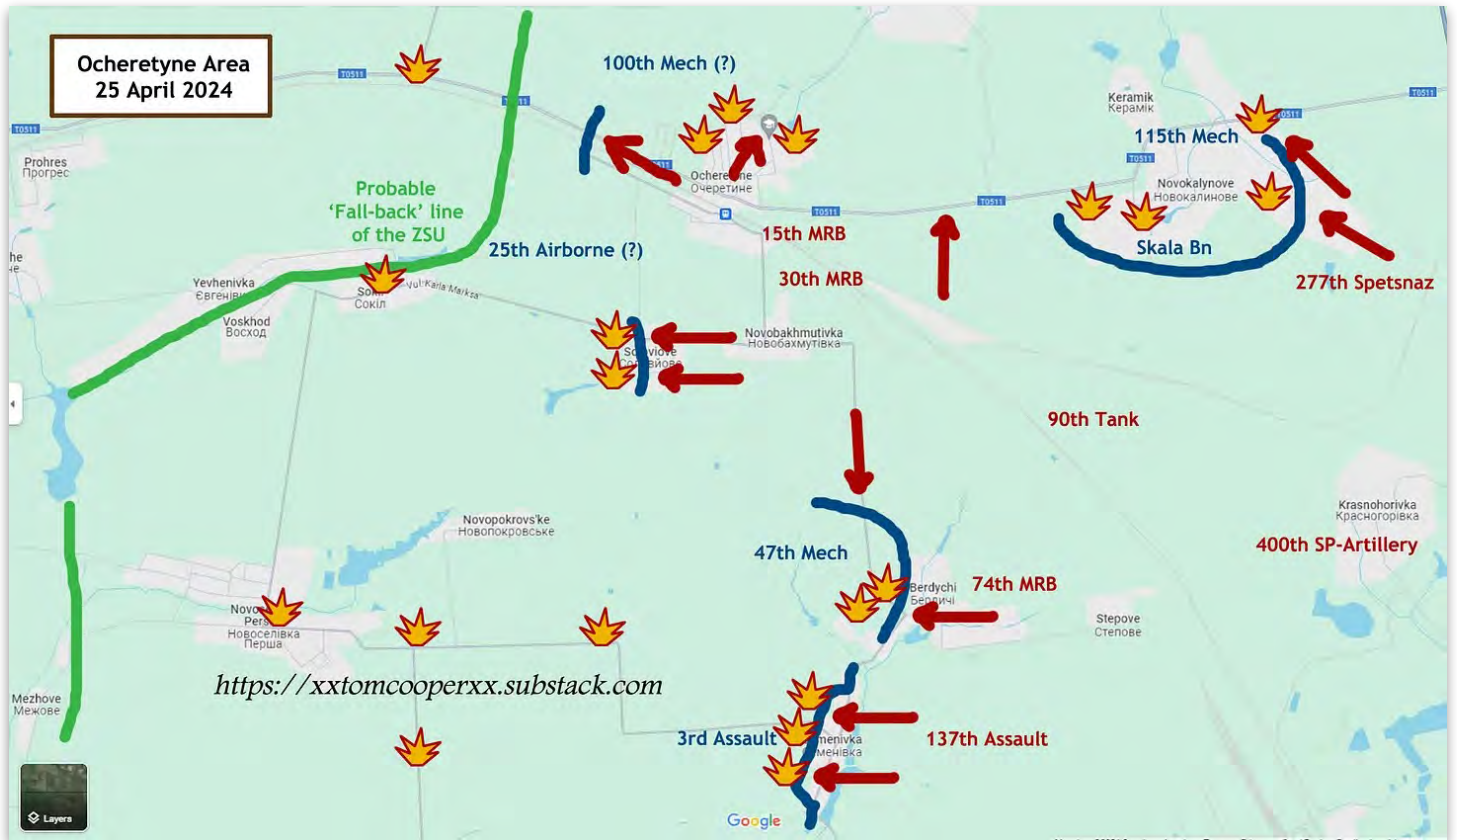 Ocheretyne Area
25 April 2024
T0511
100th Mech (?)
T0511
T0511
T0511
Keramik
Керамік
T0511
115th Mech
T0511
Prohres
Прогрес
Probable
'Fall-back' line
of the ZSU
Очеретине
Novokalynove
Новокалинове
T0511
T0511
15th MRB
25th Airborne (?)
Skala Bn
30th MRB
277th Spetsnaz
Yevhenivka
Сокіл
Vul·Karla Marksa
Voskhod
Восход
Novobakhmutivka
Новобахмутівка
90th Tank
Krasnohorivka
Красногорівка
Novopokrovs'ke
Новопокровське
400th SP-Artillery
47th Mech
Berdychi
74th MRB
Stepove
Степове
Новоселівка
Перша
https://xxtomcooperxx.substack.com
Mezhove
Межове
3rd Assault
137th Assault
Layers
Google